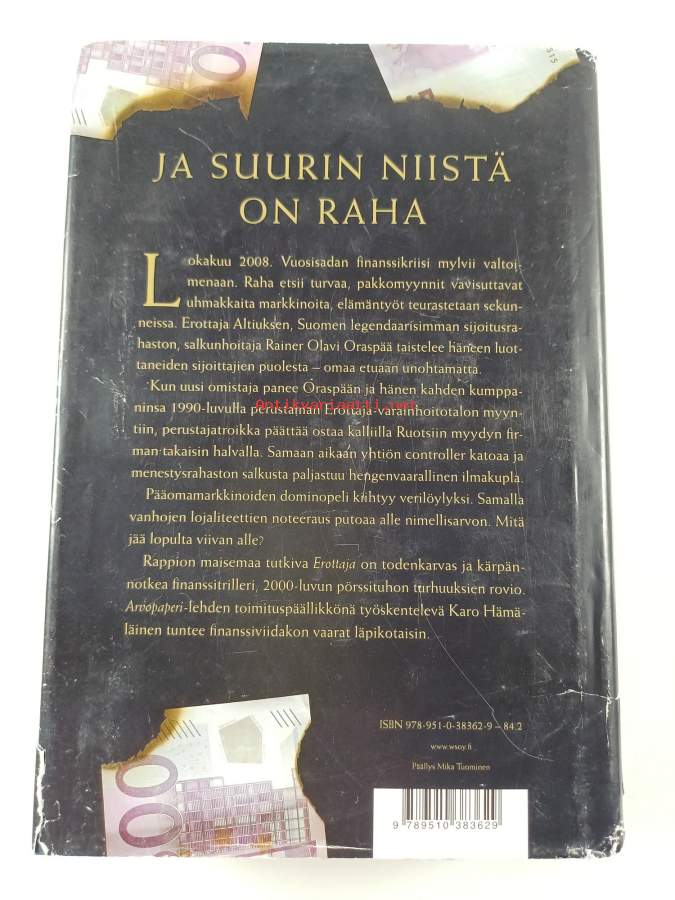 515
JA SUURIN NIISTÄ
ON RAHA
Lokakuu 2008. Vuosisadan finanssikriisi mylvii valtoi-
menaan. Raha etsii turvaa, pakkomyynnit vavisuttavat
uhmakkaita markkinoita, elämäntyöt teurastetaan sekun-
neissa. Erottaja Altiuksen, Suomen legendaarisimman sijoitusra-
haston, salkunhoitaja Rainer Olavi Oraspää taistelee häneen luot-
taneiden sijoittajien puolesta – omaa etuaan unohtamatta.
Kun uusi omistaja panee Oraspään ja hänen kahden kumppa-
ninsa 1990-luvulla perustaman Erottaja-varainhoitotalon myyn-
tiin, perustajatroikka päättää ostaa kalliilla Ruotsiin myydyn fir-
man takaisin halvalla. Samaan aikaan yhtiön controller katoaa ja
menestysrahaston salkusta paljastuu hengenvaarallinen ilmakupla.
Pääomamarkkinoiden dominopeli kiihtyy verilöylyksi. Samalla
vanhojen lojaliteettien noteeraus putoaa alle nimellisarvon. Mitä
jää lopulta viivan alle?
Rappion maisemaa tutkiva Erottaja on todenkarvas ja kärpän-
notkea finanssitrilleri, 2000-luvun pörssituhon turhuuksien rovio.
Arvopaperi-lehden toimituspäällikkönä työskentelevä Karo Hämä-
läinen tuntee finanssiviidakon vaarat läpikotaisin.
Antikvariaatti.net
ISBN 978-951-0-38362-9 – 84.2
www.wsoy.fi
Päällys Mika Tuominen
9 789510 383629
00